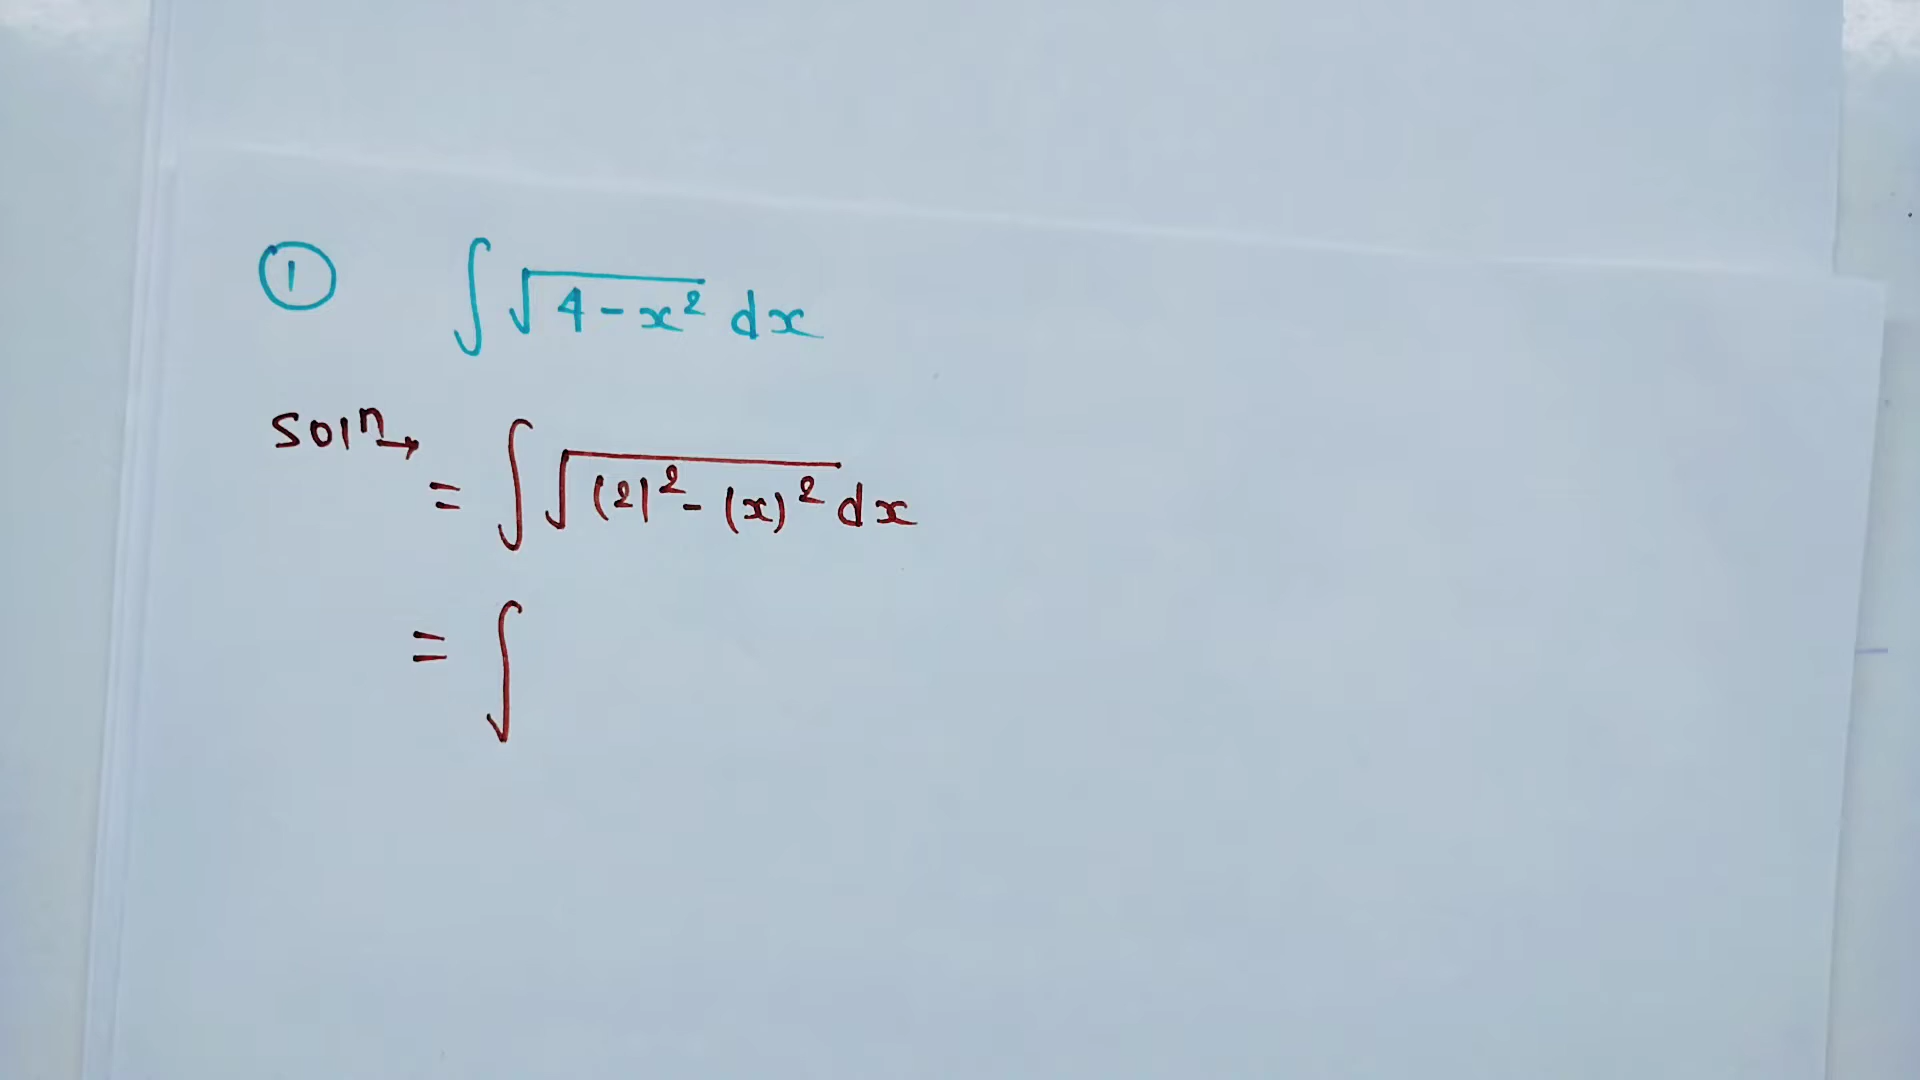 ① ∫√4-x² dx
Solⁿ→
= ∫√(2)²-(x)² dx
= ∫